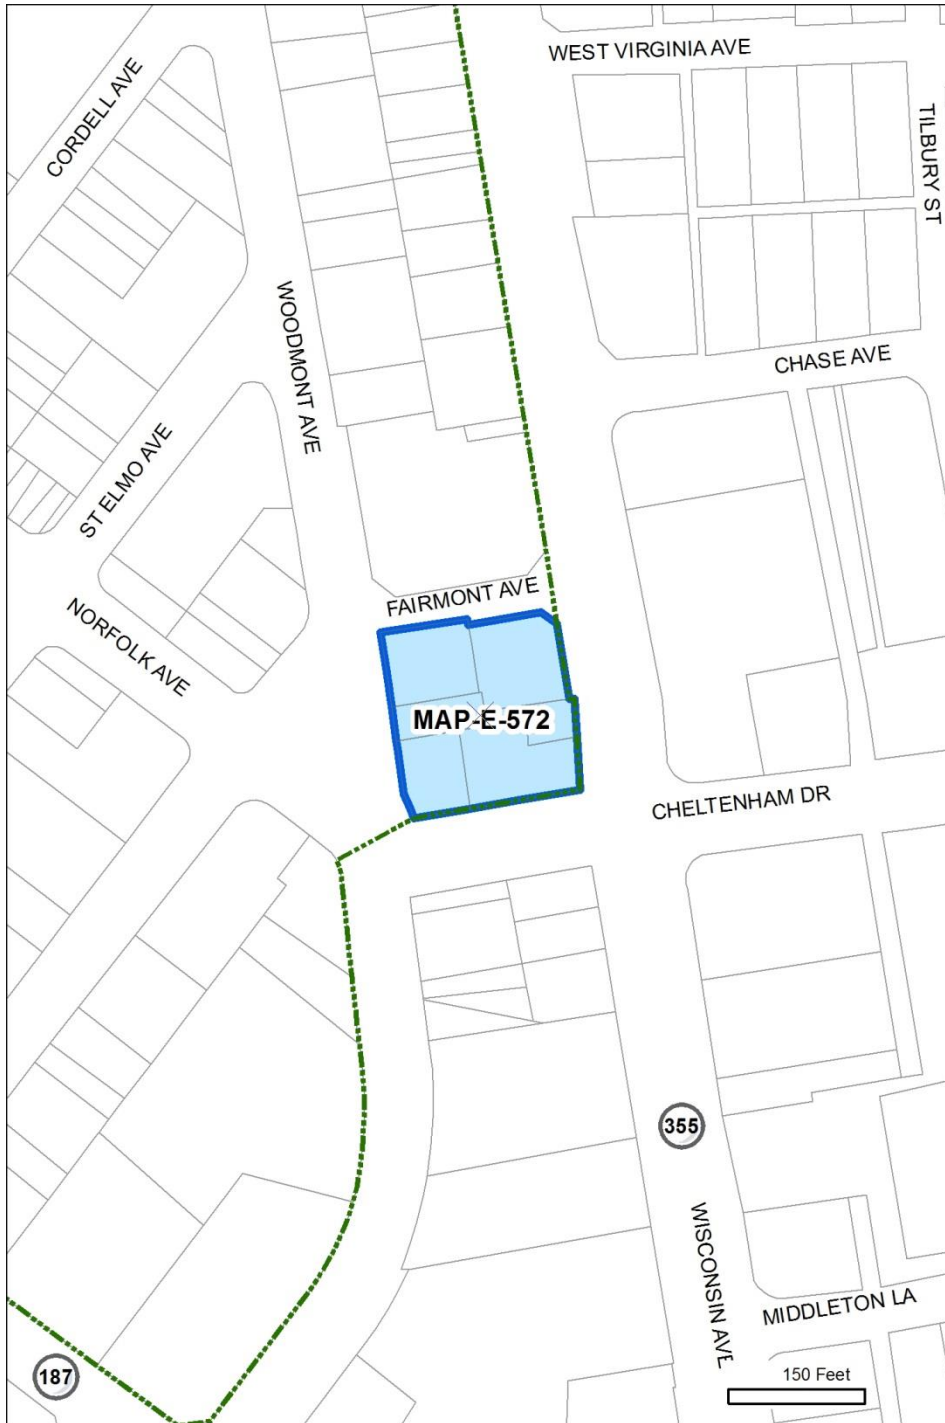 WEST VIRGINIA AVE
CORDELL AVE
TILBURY ST
WOODMONT AVE
CHASE AVE
ST ELMO AVE
FAIRMONT AVE
NORFOLK AVE
MAP-E-572
CHELTENHAM DR
355
WISCONSIN AVE
MIDDLETON LA
187
150 Feet